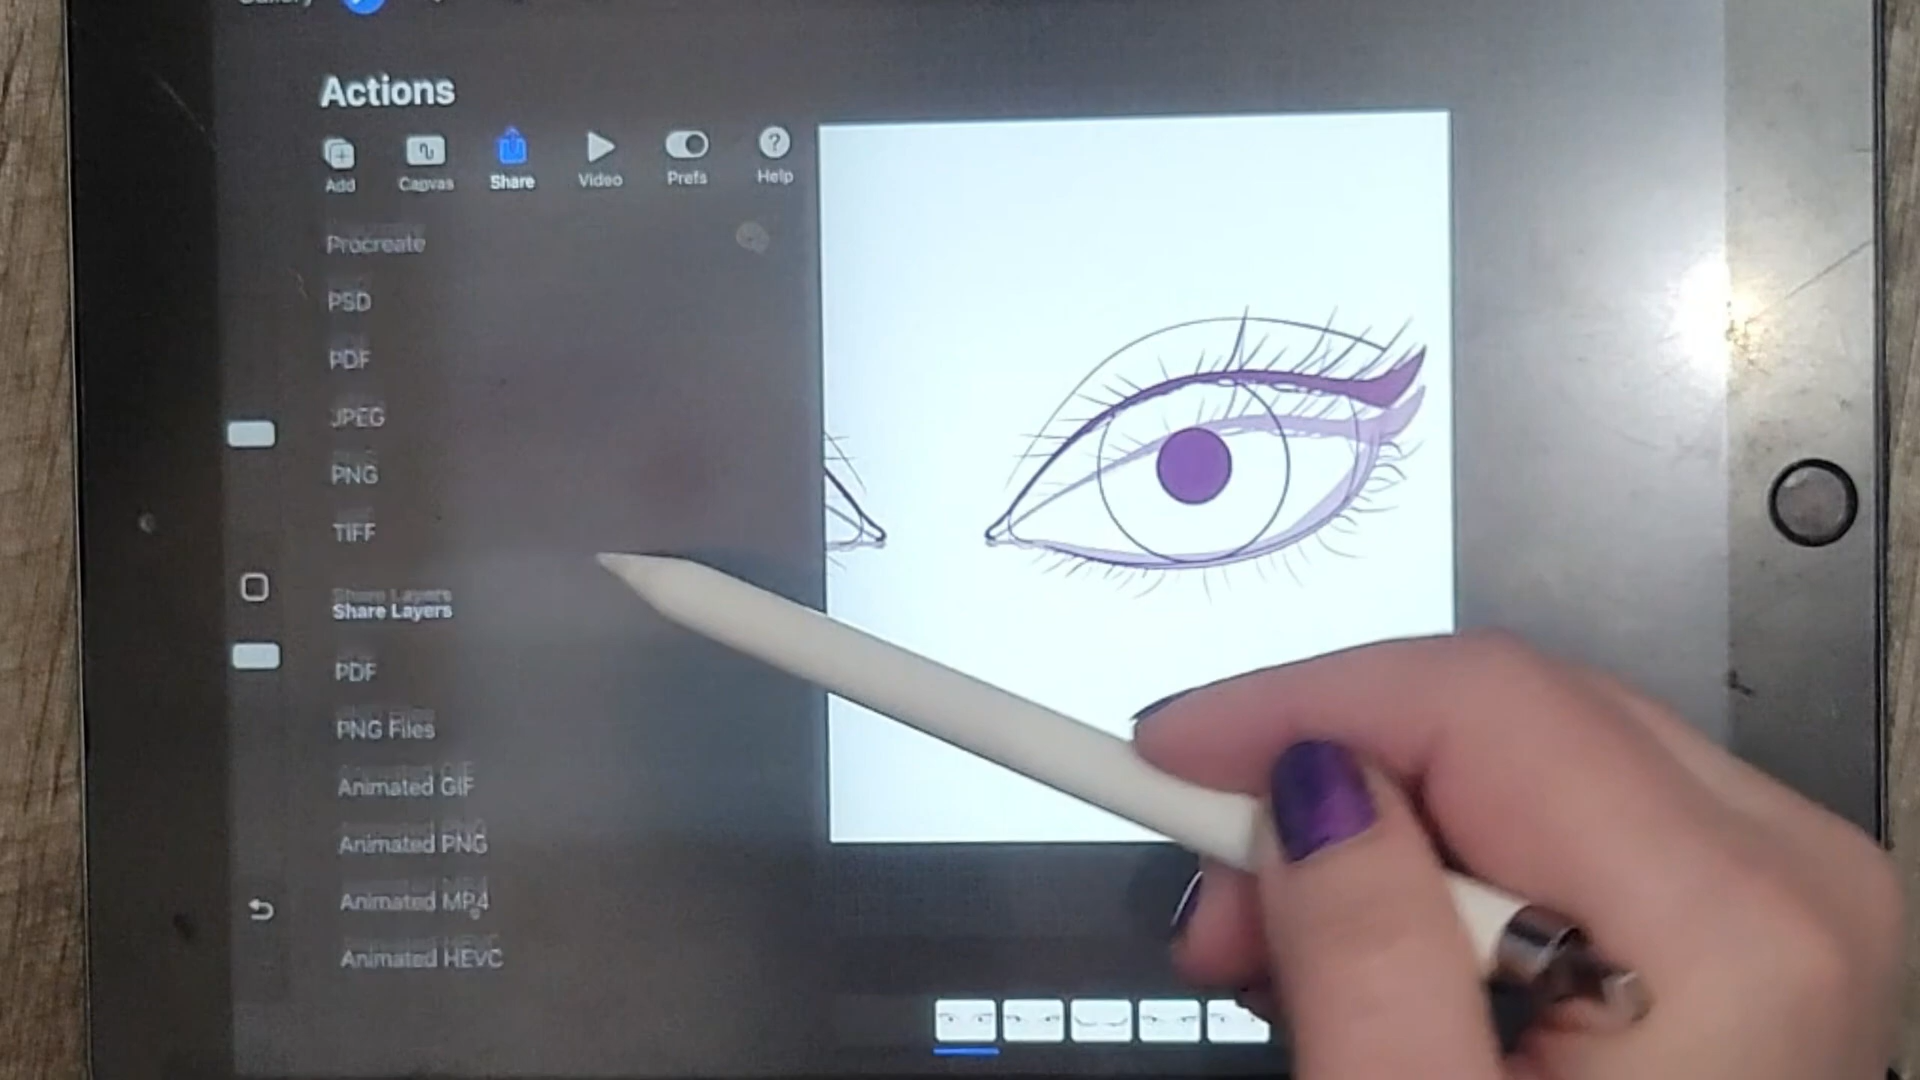 Gallery
Actions
Add
Canvas
Share
Video
Prefs
? Help
Procreate
PSD
PDF
JPEG
PNG
TIFF
Share Layers
PDF
PNG Files
Animated GIF
Animated PNG
Animated MP4
Animated HEVC